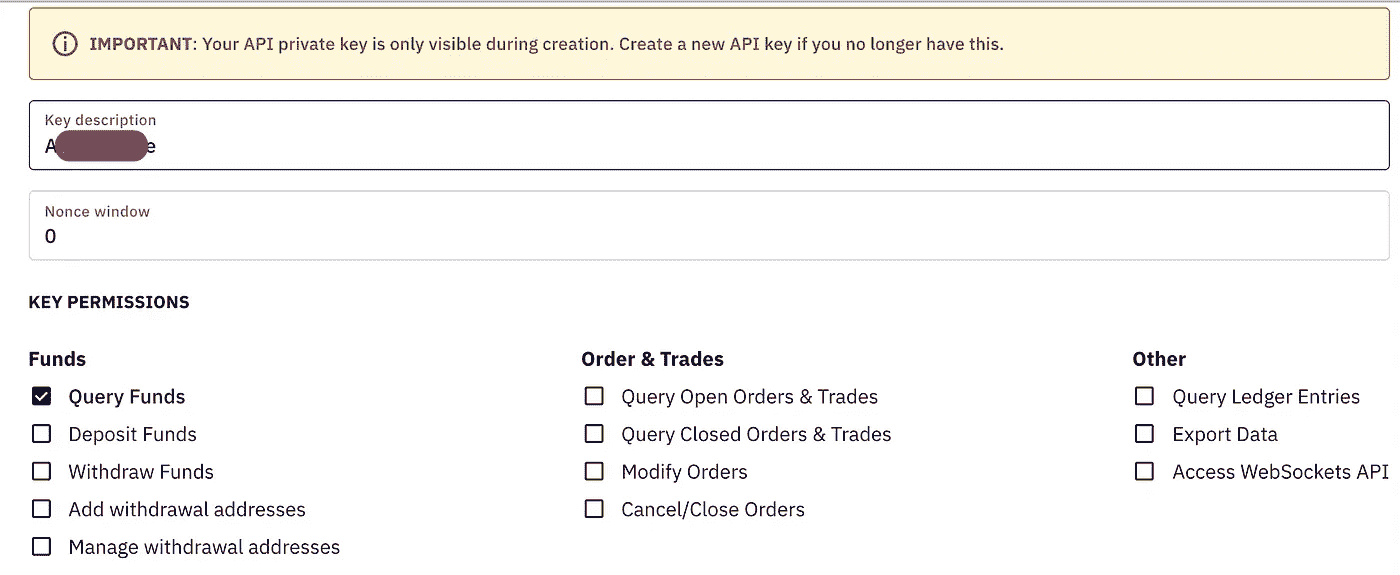 IMPORTANT: Your API private key is only visible during creation. Create a new API key if you no longer have this.
Key description
A e
Nonce window
0
KEY PERMISSIONS
Funds
Query Funds
Deposit Funds
Withdraw Funds
Add withdrawal addresses
Manage withdrawal addresses
Order & Trades
Query Open Orders & Trades
Query Closed Orders & Trades
Modify Orders
Cancel/Close Orders
Other
Query Ledger Entries
Export Data
Access WebSockets API